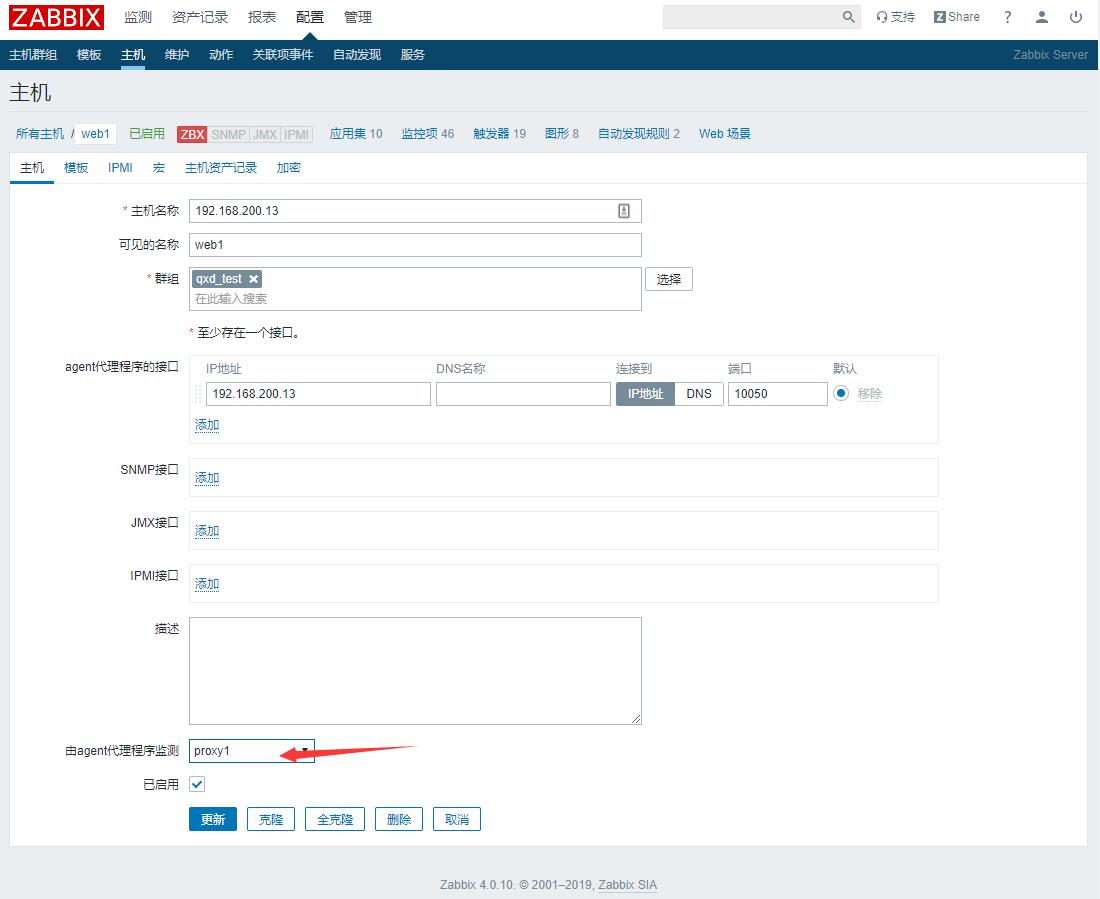 ZABBIX 监测 资产记录 报表 配置 管理 支持 Z Share ?
主机群组 模板 主机 维护 动作 关联项事件 自动发现 服务 Zabbix Server
主机
所有主机 / web1 已启用 ZBX SNMP JMX IPMI 应用集 10 监控项 46 触发器 19 图形 8 自动发现规则 2 Web 场景
主机 模板 IPMI 宏 主机资产记录 加密
* 主机名称 192.168.200.13
可见的名称 web1
* 群组 qxd_test 选择
在此输入搜索
* 至少存在一个接口。
agent代理程序的接口 IP地址 DNS名称 连接到 端口 默认
192.168.200.13 IP地址 DNS 10050 移除
添加
SNMP接口 添加
JMX接口 添加
IPMI接口 添加
描述
由agent代理程序监测 proxy1
已启用
更新 克隆 全克隆 删除 取消
Zabbix 4.0.10. © 2001–2019, Zabbix SIA